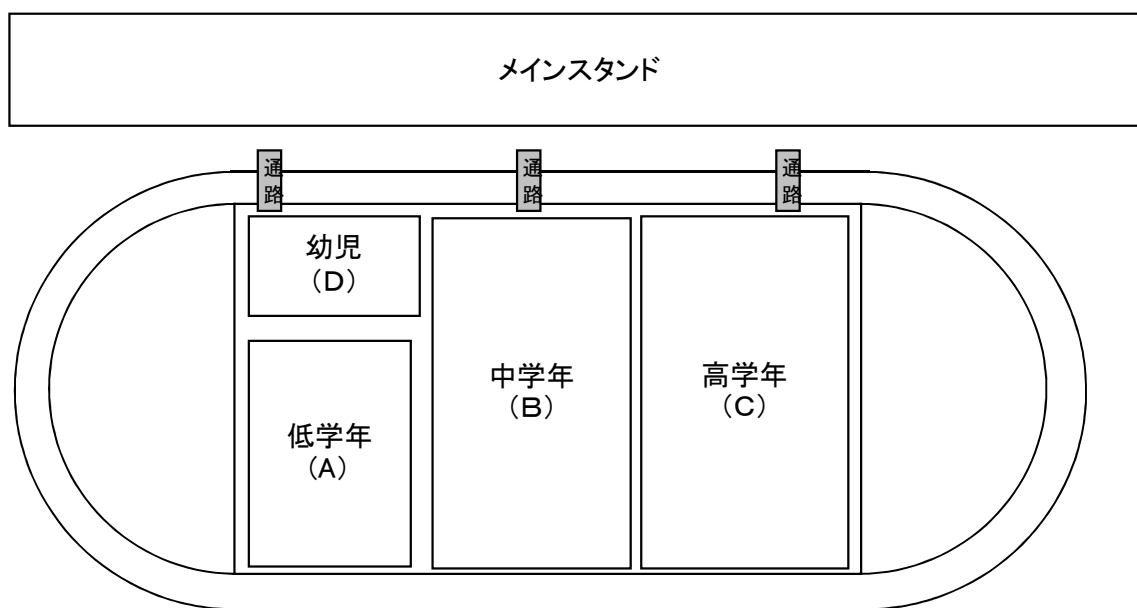 メインスタンド
通
路
通
路
通
路
幼児
(D)
中学年
(B)
高学年
(C)
低学年
(A)